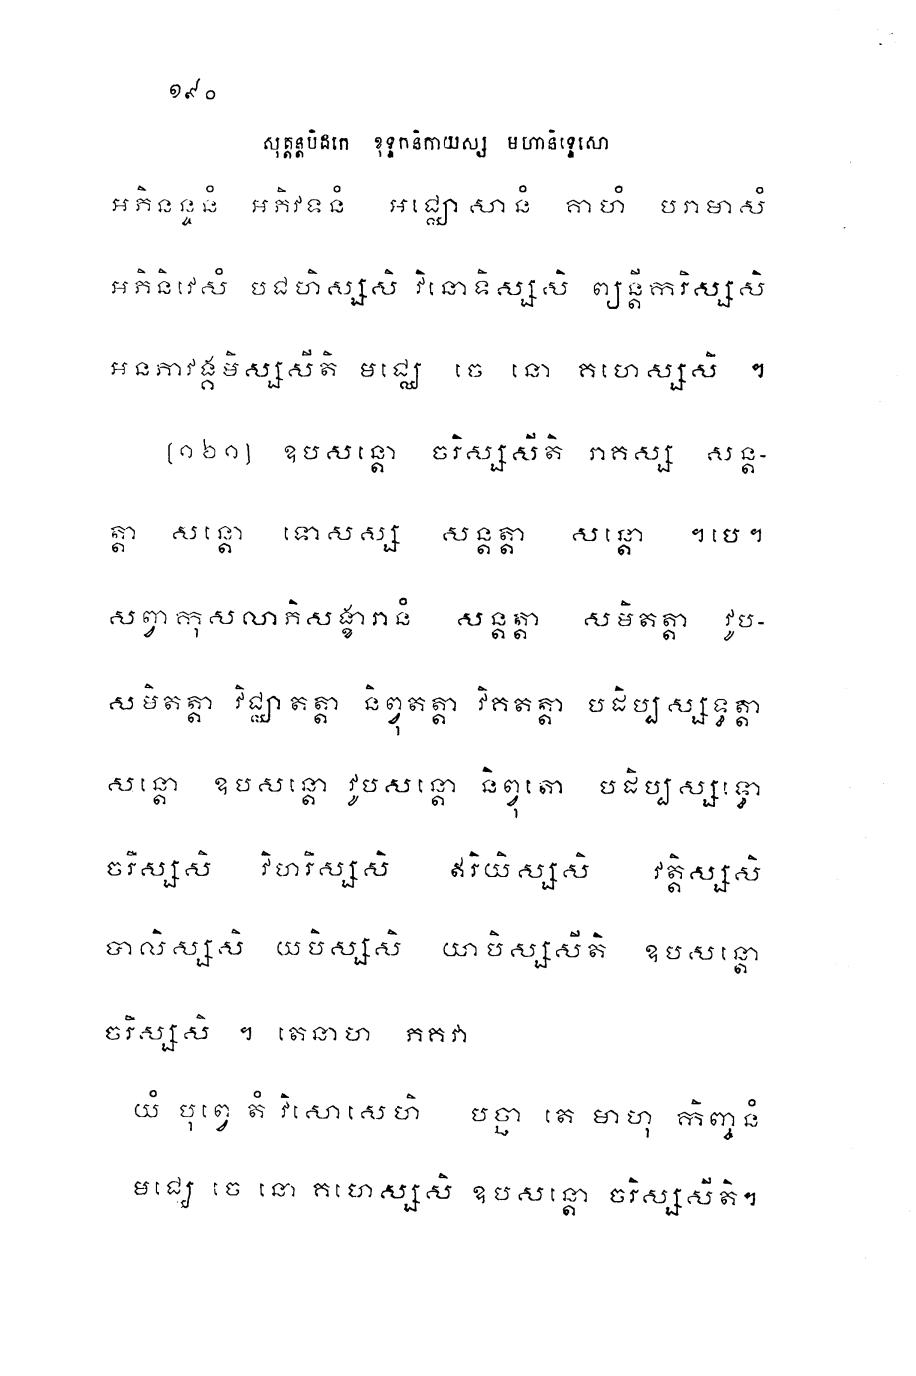 ១៩០
សុត្តន្តបិដកេ ខុទ្ទកនិកាយស្ស មហានិទ្ទេសោ
អភិនន្ទនំ អភិវទនំ អជ្ឈោសានំ គាហំ បរាមាសំ
អភិនិវេសំ បជហិស្សសិ វិនោទិស្សសិ ព្យន្តីករិស្សសិ
អនភាវង្គមិស្សសីតិ មជ្ឈេ ចេ នោ គហេស្សសិ ។
(១៦១) ឧបសន្តោ ចរិស្សសីតិ រាគស្ស សន្ត-
ត្តា សន្តោ ទោសស្ស សន្តត្តា សន្តោ ។បេ។
សព្វាកុសលាភិសង្ខារានំ សន្តត្តា សមិតត្តា វូប-
សមិតត្តា វិជ្ឈាតត្តា និព្វុតត្តា វិគតត្តា បដិប្បស្សទ្ធត្តា
សន្តោ ឧបសន្តោ វូបសន្តោ និព្វុតោ បដិប្បស្សទ្ធោ
ចរិស្សសិ វិហរិស្សសិ ឥរិយិស្សសិ វត្តិស្សសិ
បាលិស្សសិ យបិស្សសិ យាបិស្សសីតិ ឧបសន្តោ
ចរិស្សសិ ។ តេនាហ ភគវា
យំ បុព្វេ តំ វិសោសេហិ បច្ឆា តេ មាហុ កិញ្ចនំ
មជ្ឈេ ចេ នោ គហេស្សសិ ឧបសន្តោ ចរិស្សសីតិ។